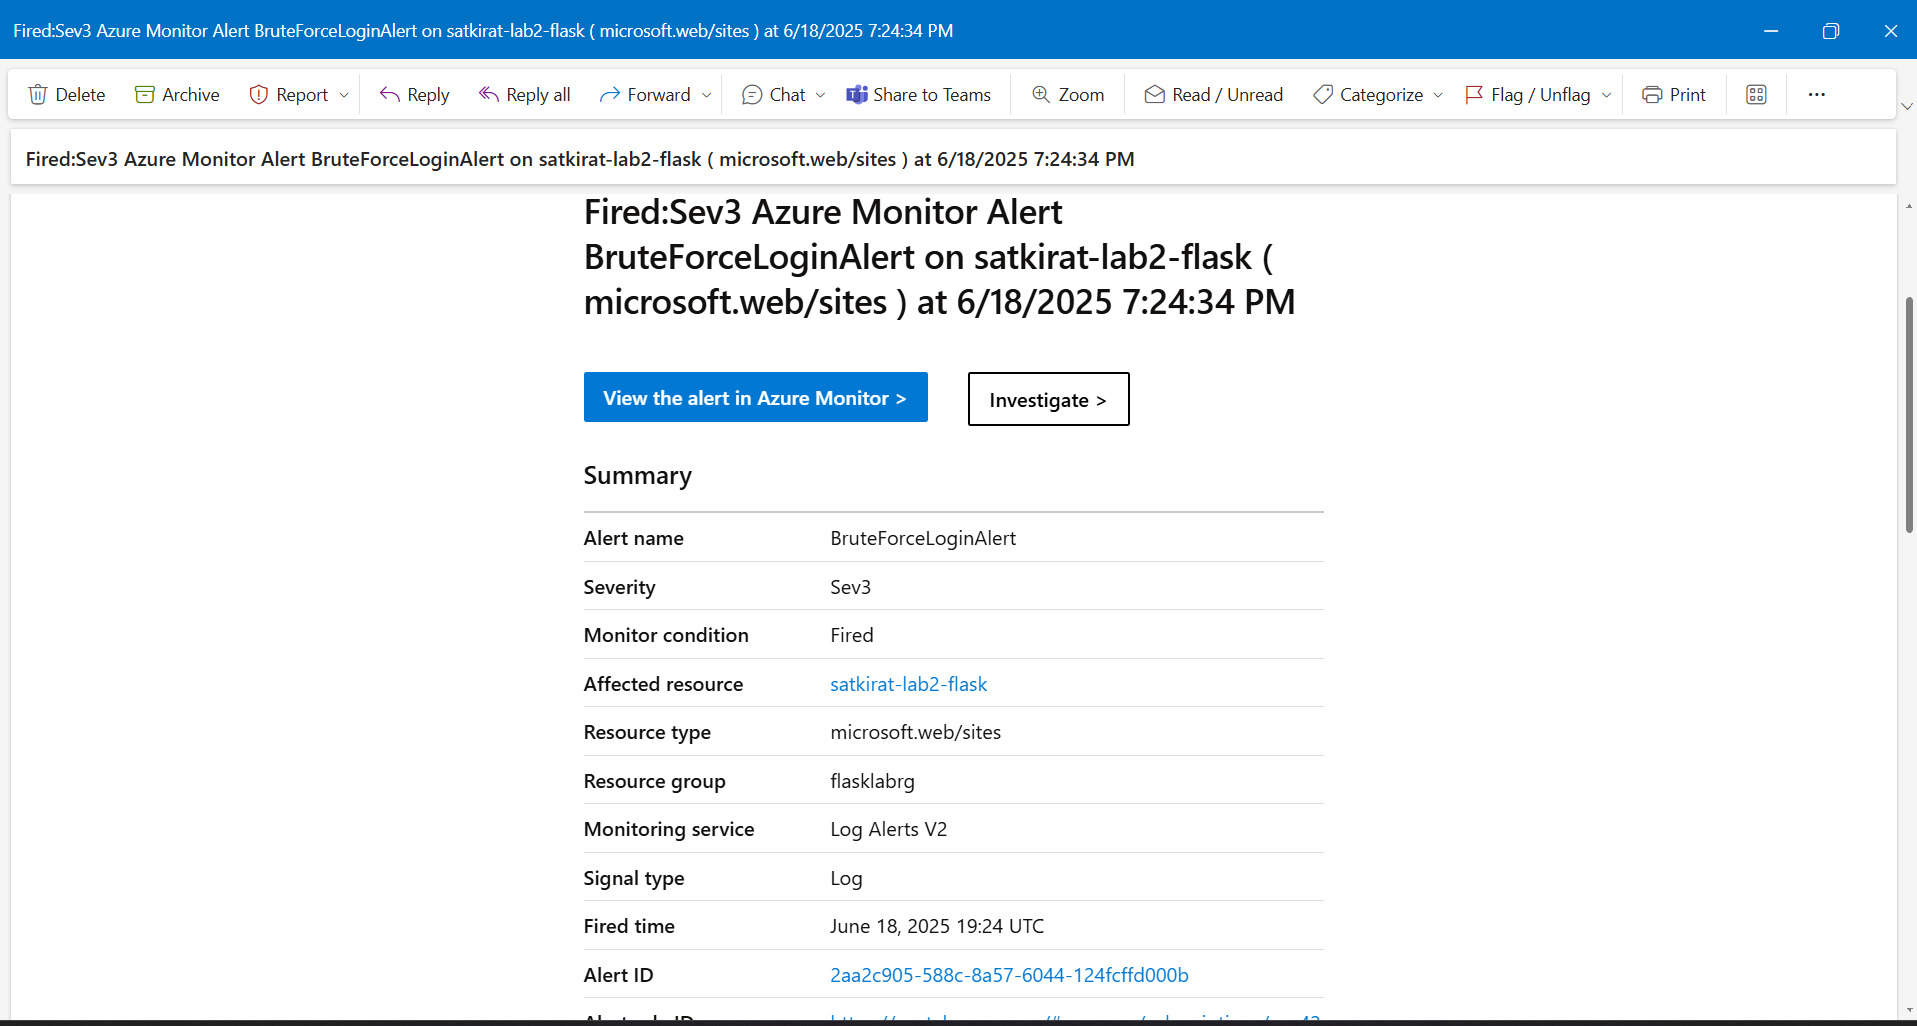 Fired:Sev3 Azure Monitor Alert BruteForceLoginAlert on satkirat-lab2-flask ( microsoft.web/sites ) at 6/18/2025 7:24:34 PM
Delete Archive Report Reply Reply all Forward Chat Share to Teams Zoom Read / Unread Categorize Flag / Unflag Print ...
Fired:Sev3 Azure Monitor Alert BruteForceLoginAlert on satkirat-lab2-flask ( microsoft.web/sites ) at 6/18/2025 7:24:34 PM
Fired:Sev3 Azure Monitor Alert
BruteForceLoginAlert on satkirat-lab2-flask (
microsoft.web/sites ) at 6/18/2025 7:24:34 PM
View the alert in Azure Monitor > Investigate >
Summary
Alert name BruteForceLoginAlert
Severity Sev3
Monitor condition Fired
Affected resource satkirat-lab2-flask
Resource type microsoft.web/sites
Resource group flasklabrg
Monitoring service Log Alerts V2
Signal type Log
Fired time June 18, 2025 19:24 UTC
Alert ID 2aa2c905-588c-8a57-6044-124fcffd000b